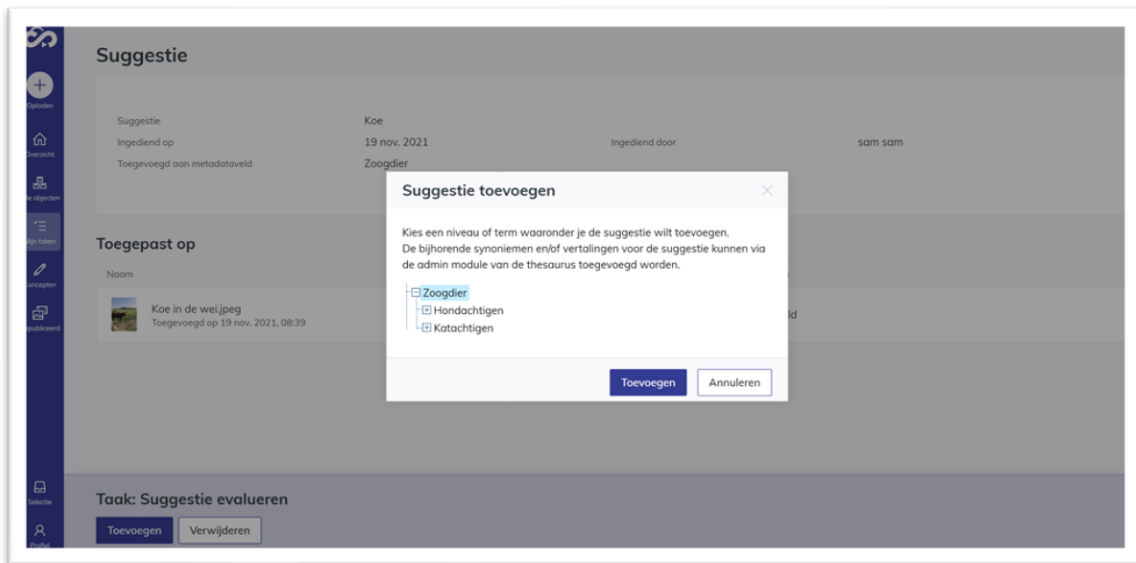 Suggestie
Opladen
Overzicht
Mijn taken
Concepten
Selectie
Profiel
Suggestie Koe
Ingediend op 19 nov. 2021 Ingediend door sam sam
Toegevoegd aan metadataveld Zoogdier
Suggestie toevoegen
Kies een niveau of term waaronder je de suggestie wilt toevoegen.
De bijhorende synoniemen en/of vertalingen voor de suggestie kunnen via
de admin module van de thesaurus toegevoegd worden.
Zoogdier
Hondachtigen
Katachtigen
Toevoegen Annuleren
Toegepast op
Naam
Koe in de wei.jpeg
Toegevoegd op 19 nov. 2021, 08:39
Taak: Suggestie evalueren
Toevoegen Verwijderen